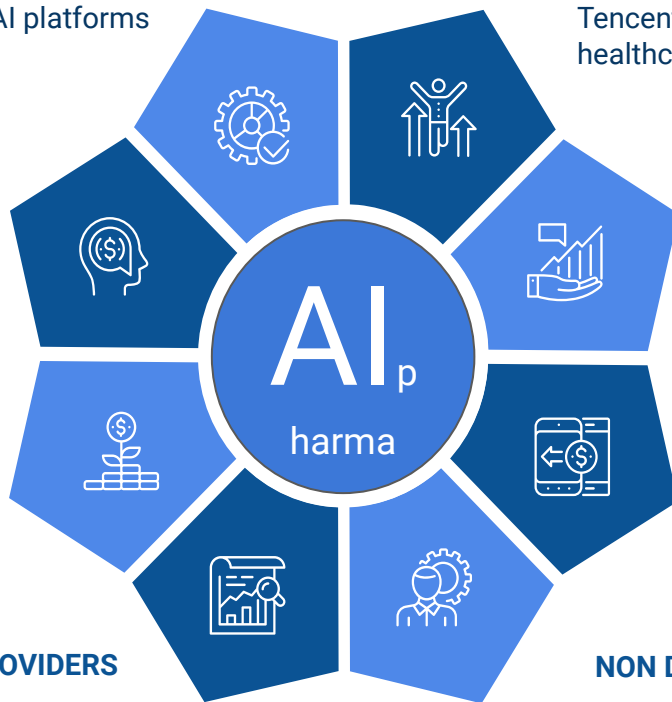 AI platforms
Tencen
healthc
AI p
harma
OVIDERS
NON D